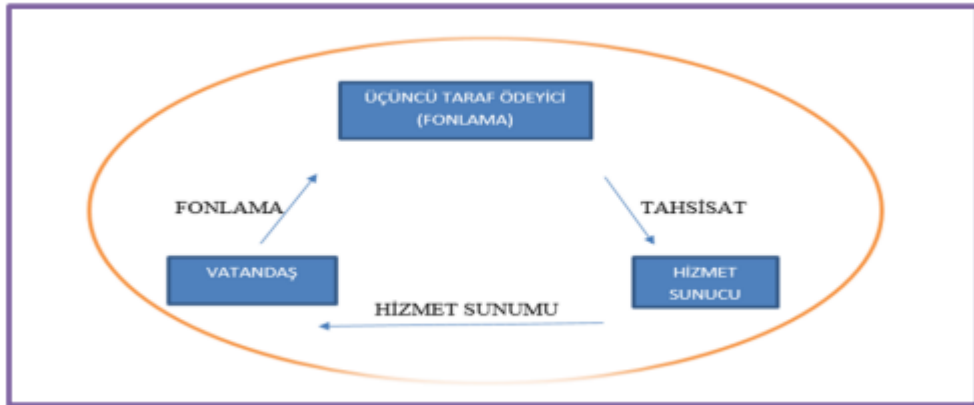 ÜÇÜNCÜ TARAF ÖDEYİCİ
(FONLAMA)
FONLAMA
TAHSİSAT
VATANDAŞ
HİZMET
SUNUCU
HİZMET SUNUMU